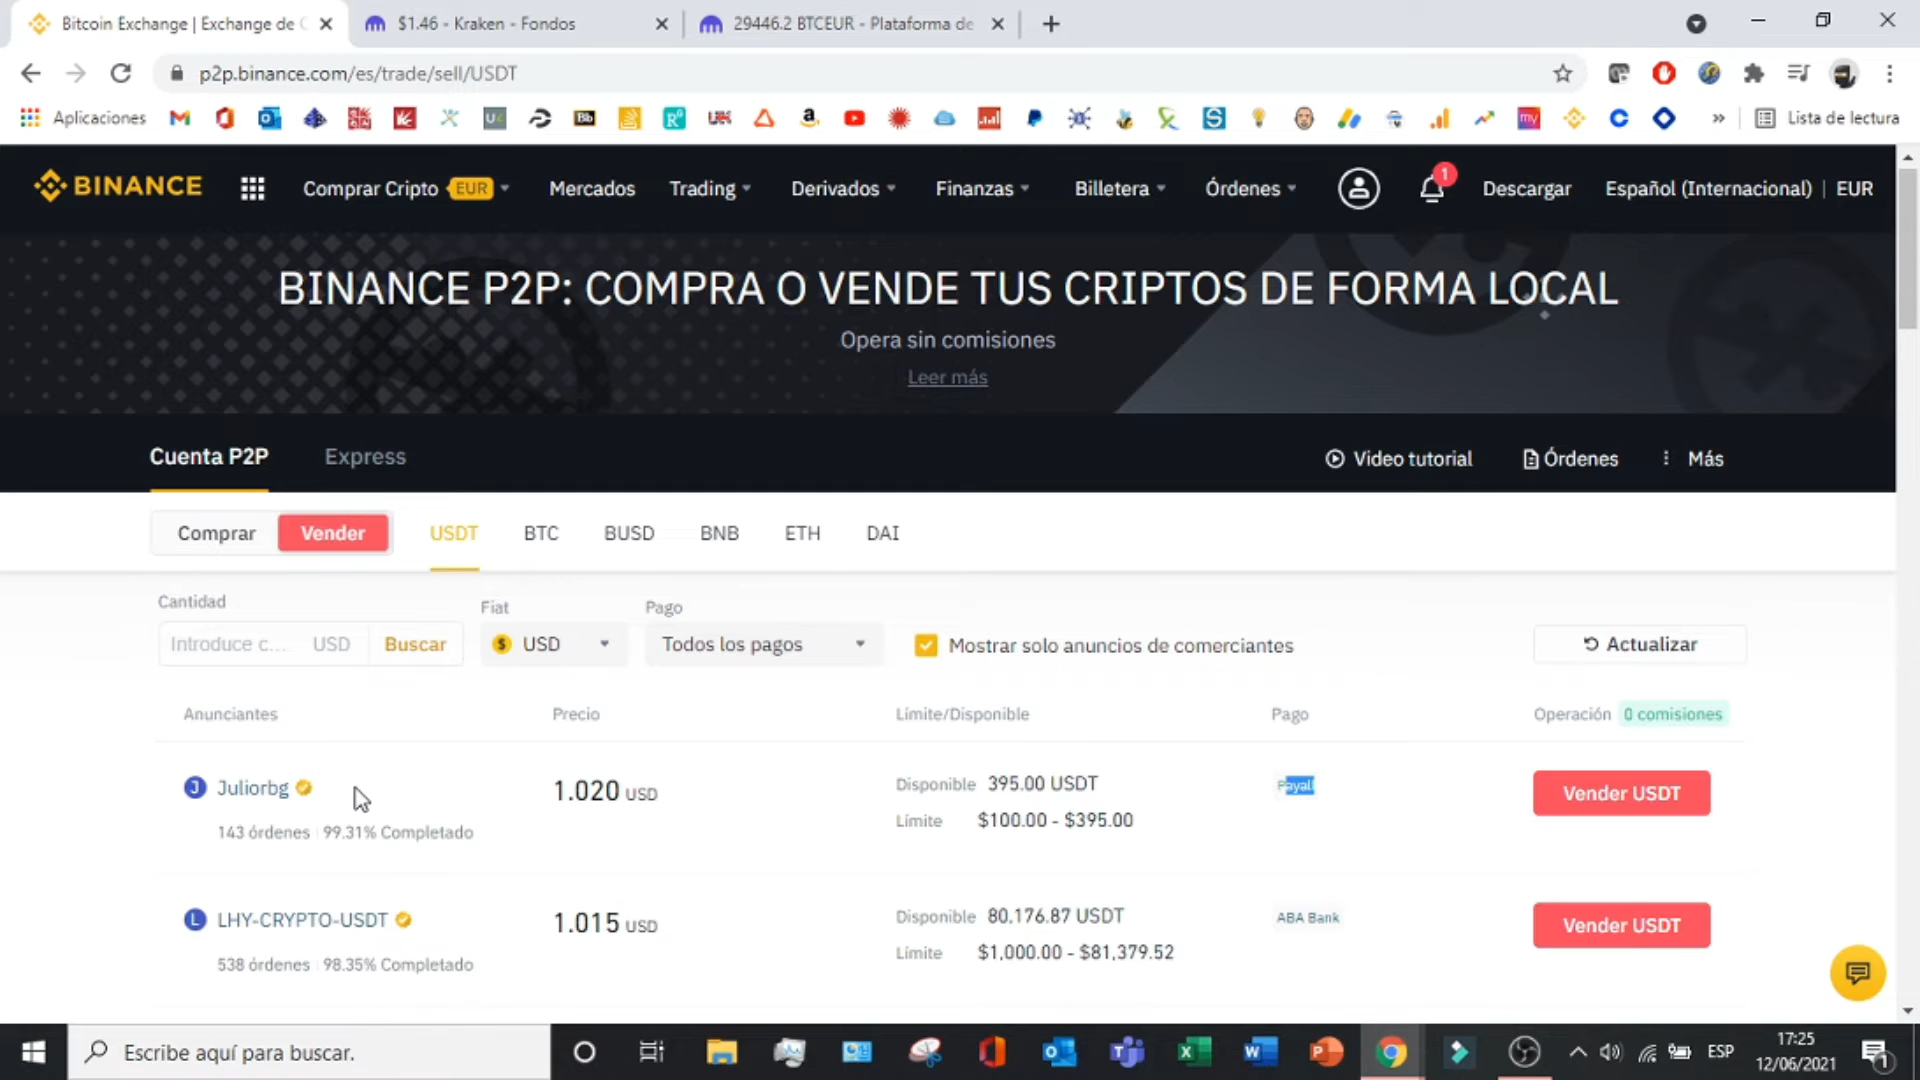 Bitcoin Exchange | Exchange de C
$1.46 - Kraken - Fondos
29446.2 BTCEUR - Plataforma de
p2p.binance.com/es/trade/sell/USDT
Aplicaciones
Lista de lectura
BINANCE
Comprar Cripto EUR
Mercados
Trading
Derivados
Finanzas
Billetera
Órdenes
1
Descargar
Español (Internacional) | EUR
BINANCE P2P: COMPRA O VENDE TUS CRIPTOS DE FORMA LOCAL
Opera sin comisiones
Leer más
Cuenta P2P
Express
Video tutorial
Órdenes
Más
Comprar
Vender
USDT
BTC
BUSD
BNB
ETH
DAI
Cantidad
Fiat
Pago
Introduce c... USD Buscar
USD
Todos los pagos
Mostrar solo anuncios de comerciantes
Actualizar
Anunciantes
Precio
Límite/Disponible
Pago
Operación 0 comisiones
J Juliorbg
143 órdenes | 99.31% Completado
1.020 USD
Disponible 395.00 USDT
Límite $100.00 - $395.00
Vender USDT
L LHY-CRYPTO-USDT
538 órdenes | 98.35% Completado
1.015 USD
Disponible 80,176.87 USDT
Límite $1,000.00 - $81,379.52
ABA Bank
Vender USDT
Escribe aquí para buscar.
ESP
17:25
12/06/2021
1